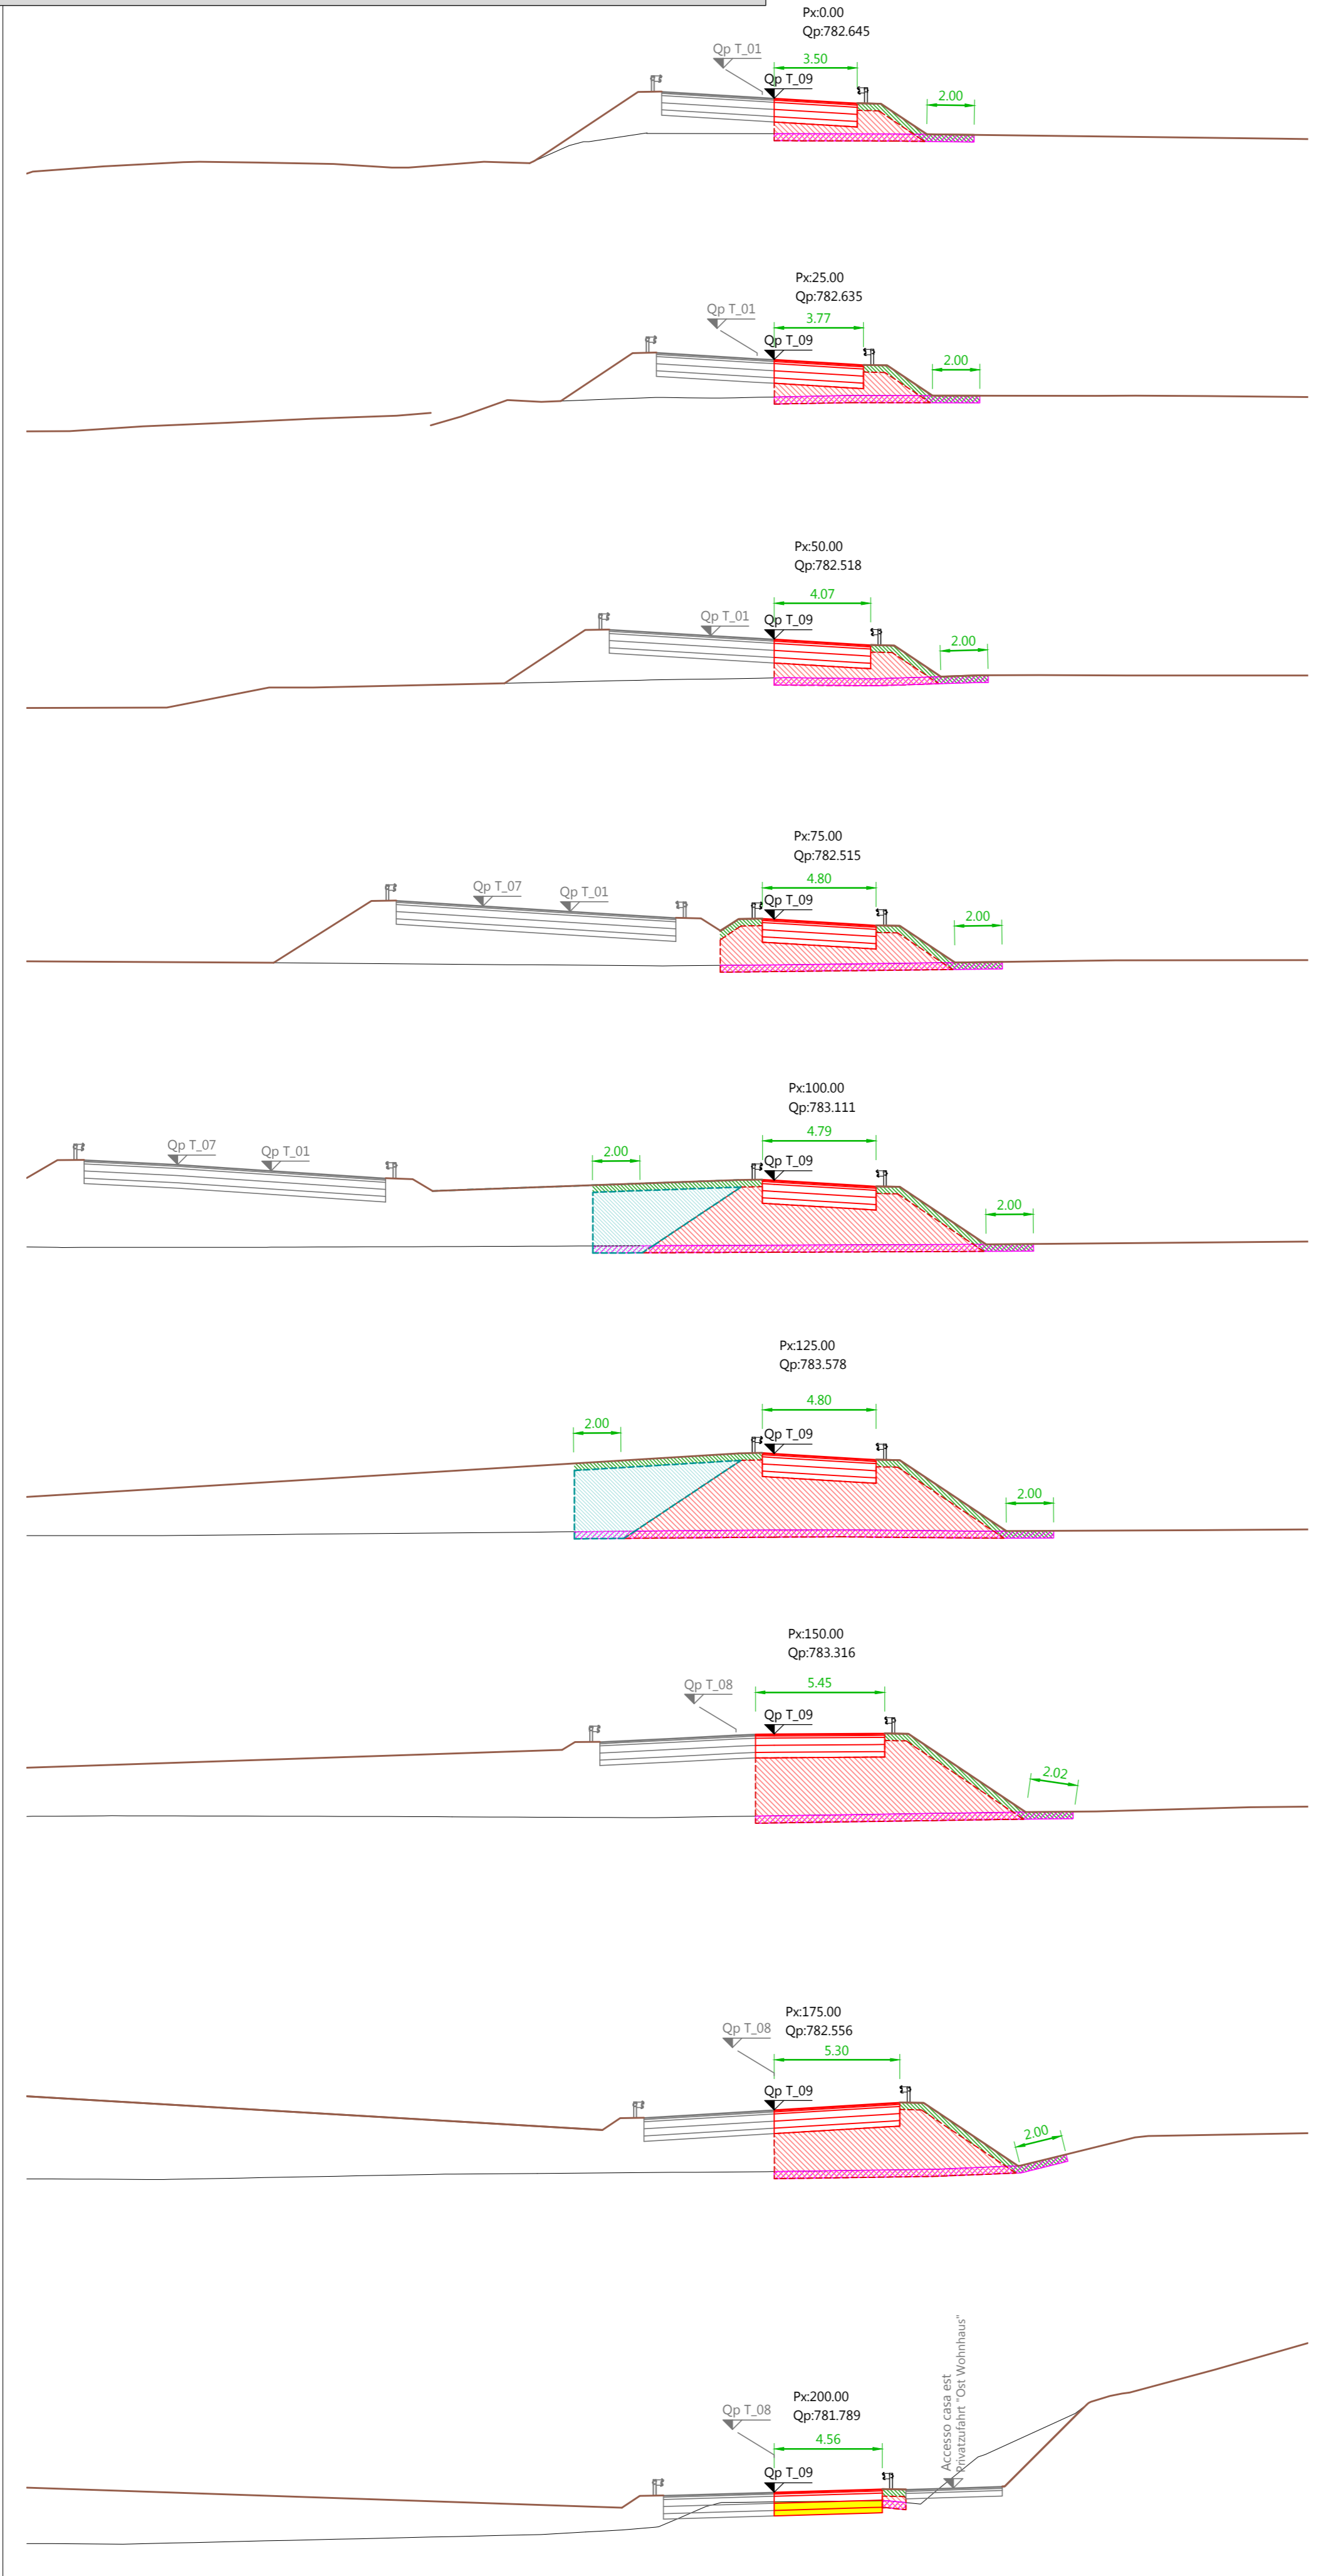 Px:0.00
Qp:782.645
Qp T_01
3.50
Qp T_09
2.00
Px:25.00
Qp:782.635
Qp T_01
3.77
Qp T_09
2.00
Px:50.00
Qp:782.518
4.07
Qp T_01
Qp T_09
2.00
Px:75.00
Qp:782.515
4.80
Qp T_07
Qp T_01
Qp T_09
2.00
Px:100.00
Qp:783.111
4.79
Qp T_07
Qp T_01
2.00
Qp T_09
2.00
Px:125.00
Qp:783.578
4.80
2.00
Qp T_09
2.00
Px:150.00
Qp:783.316
Qp T_08
5.45
Qp T_09
2.02
Px:175.00
Qp T_08
Qp:782.556
5.30
Qp T_09
2.00
Accesso casa est
Privatzufahrt "Ost Wohnhaus"
Px:200.00
Qp T_08
Qp:781.789
4.56
Qp T_09